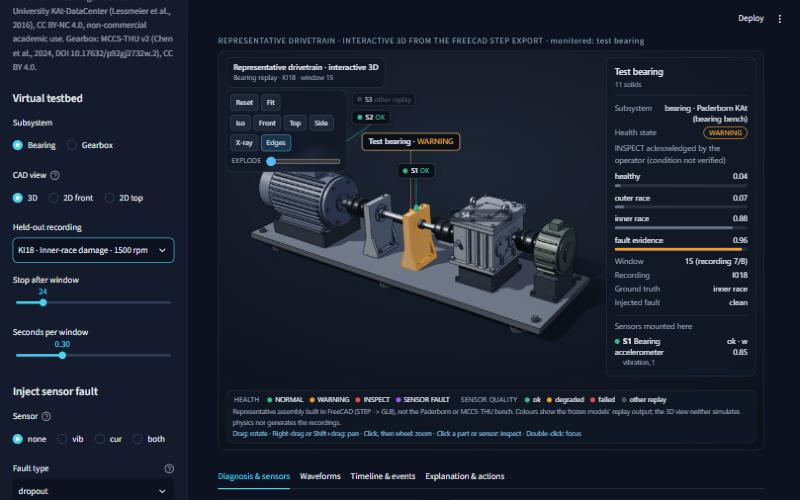 University KAt-DataCenter (Lessmeier et al.,
2016), CC BY-NC 4.0, non-commercial
academic use. Gearbox: MCC5-THU v2 (Chen
et al., 2024, DOI 10.17632/p92gj2732w.2), CC
BY 4.0.
Virtual testbed
Subsystem
Bearing Gearbox
CAD view
3D 2D front 2D top
Held-out recording
KI18 · Inner-race damage · 1500 rpm
Stop after window
24
Seconds per window
0.30
Inject sensor fault
Sensor
none vib cur both
Fault type
dropout
Deploy
REPRESENTATIVE DRIVETRAIN · INTERACTIVE 3D FROM THE FREECAD STEP EXPORT · monitored: test bearing
Representative drivetrain · interactive 3D
Bearing replay · KI18 · window 15
Reset Fit
Iso Front Top Side
X-ray Edges
EXPLODE
S3 other replay
S2 OK
Test bearing · WARNING
S1 OK
S4 other replay
Test bearing
11 solids
Subsystem bearing · Paderborn KAt
(bearing bench)
Health state WARNING
INSPECT acknowledged by the
operator (condition not verified)
healthy 0.04
outer race 0.07
inner race 0.88
fault evidence 0.96
Window 15 (recording 7/8)
Recording KI18
Ground truth inner race
Injected fault clean
Sensors mounted here
S1 Bearing ok · w
accelerometer 0.85
vibration_1
HEALTH NORMAL WARNING INSPECT SENSOR FAULT SENSOR QUALITY ok degraded failed other replay
Representative assembly built in FreeCAD (STEP -> GLB), not the Paderborn or MCC5-THU bench. Colours show the frozen models' replay output; the 3D view neither simulates
physics nor generates the recordings.
Drag: rotate · Right-drag or Shift+drag: pan · Click, then wheel: zoom · Click a part or sensor: inspect · Double-click: focus
Diagnosis & sensors Waveforms Timeline & events Explanation & actions